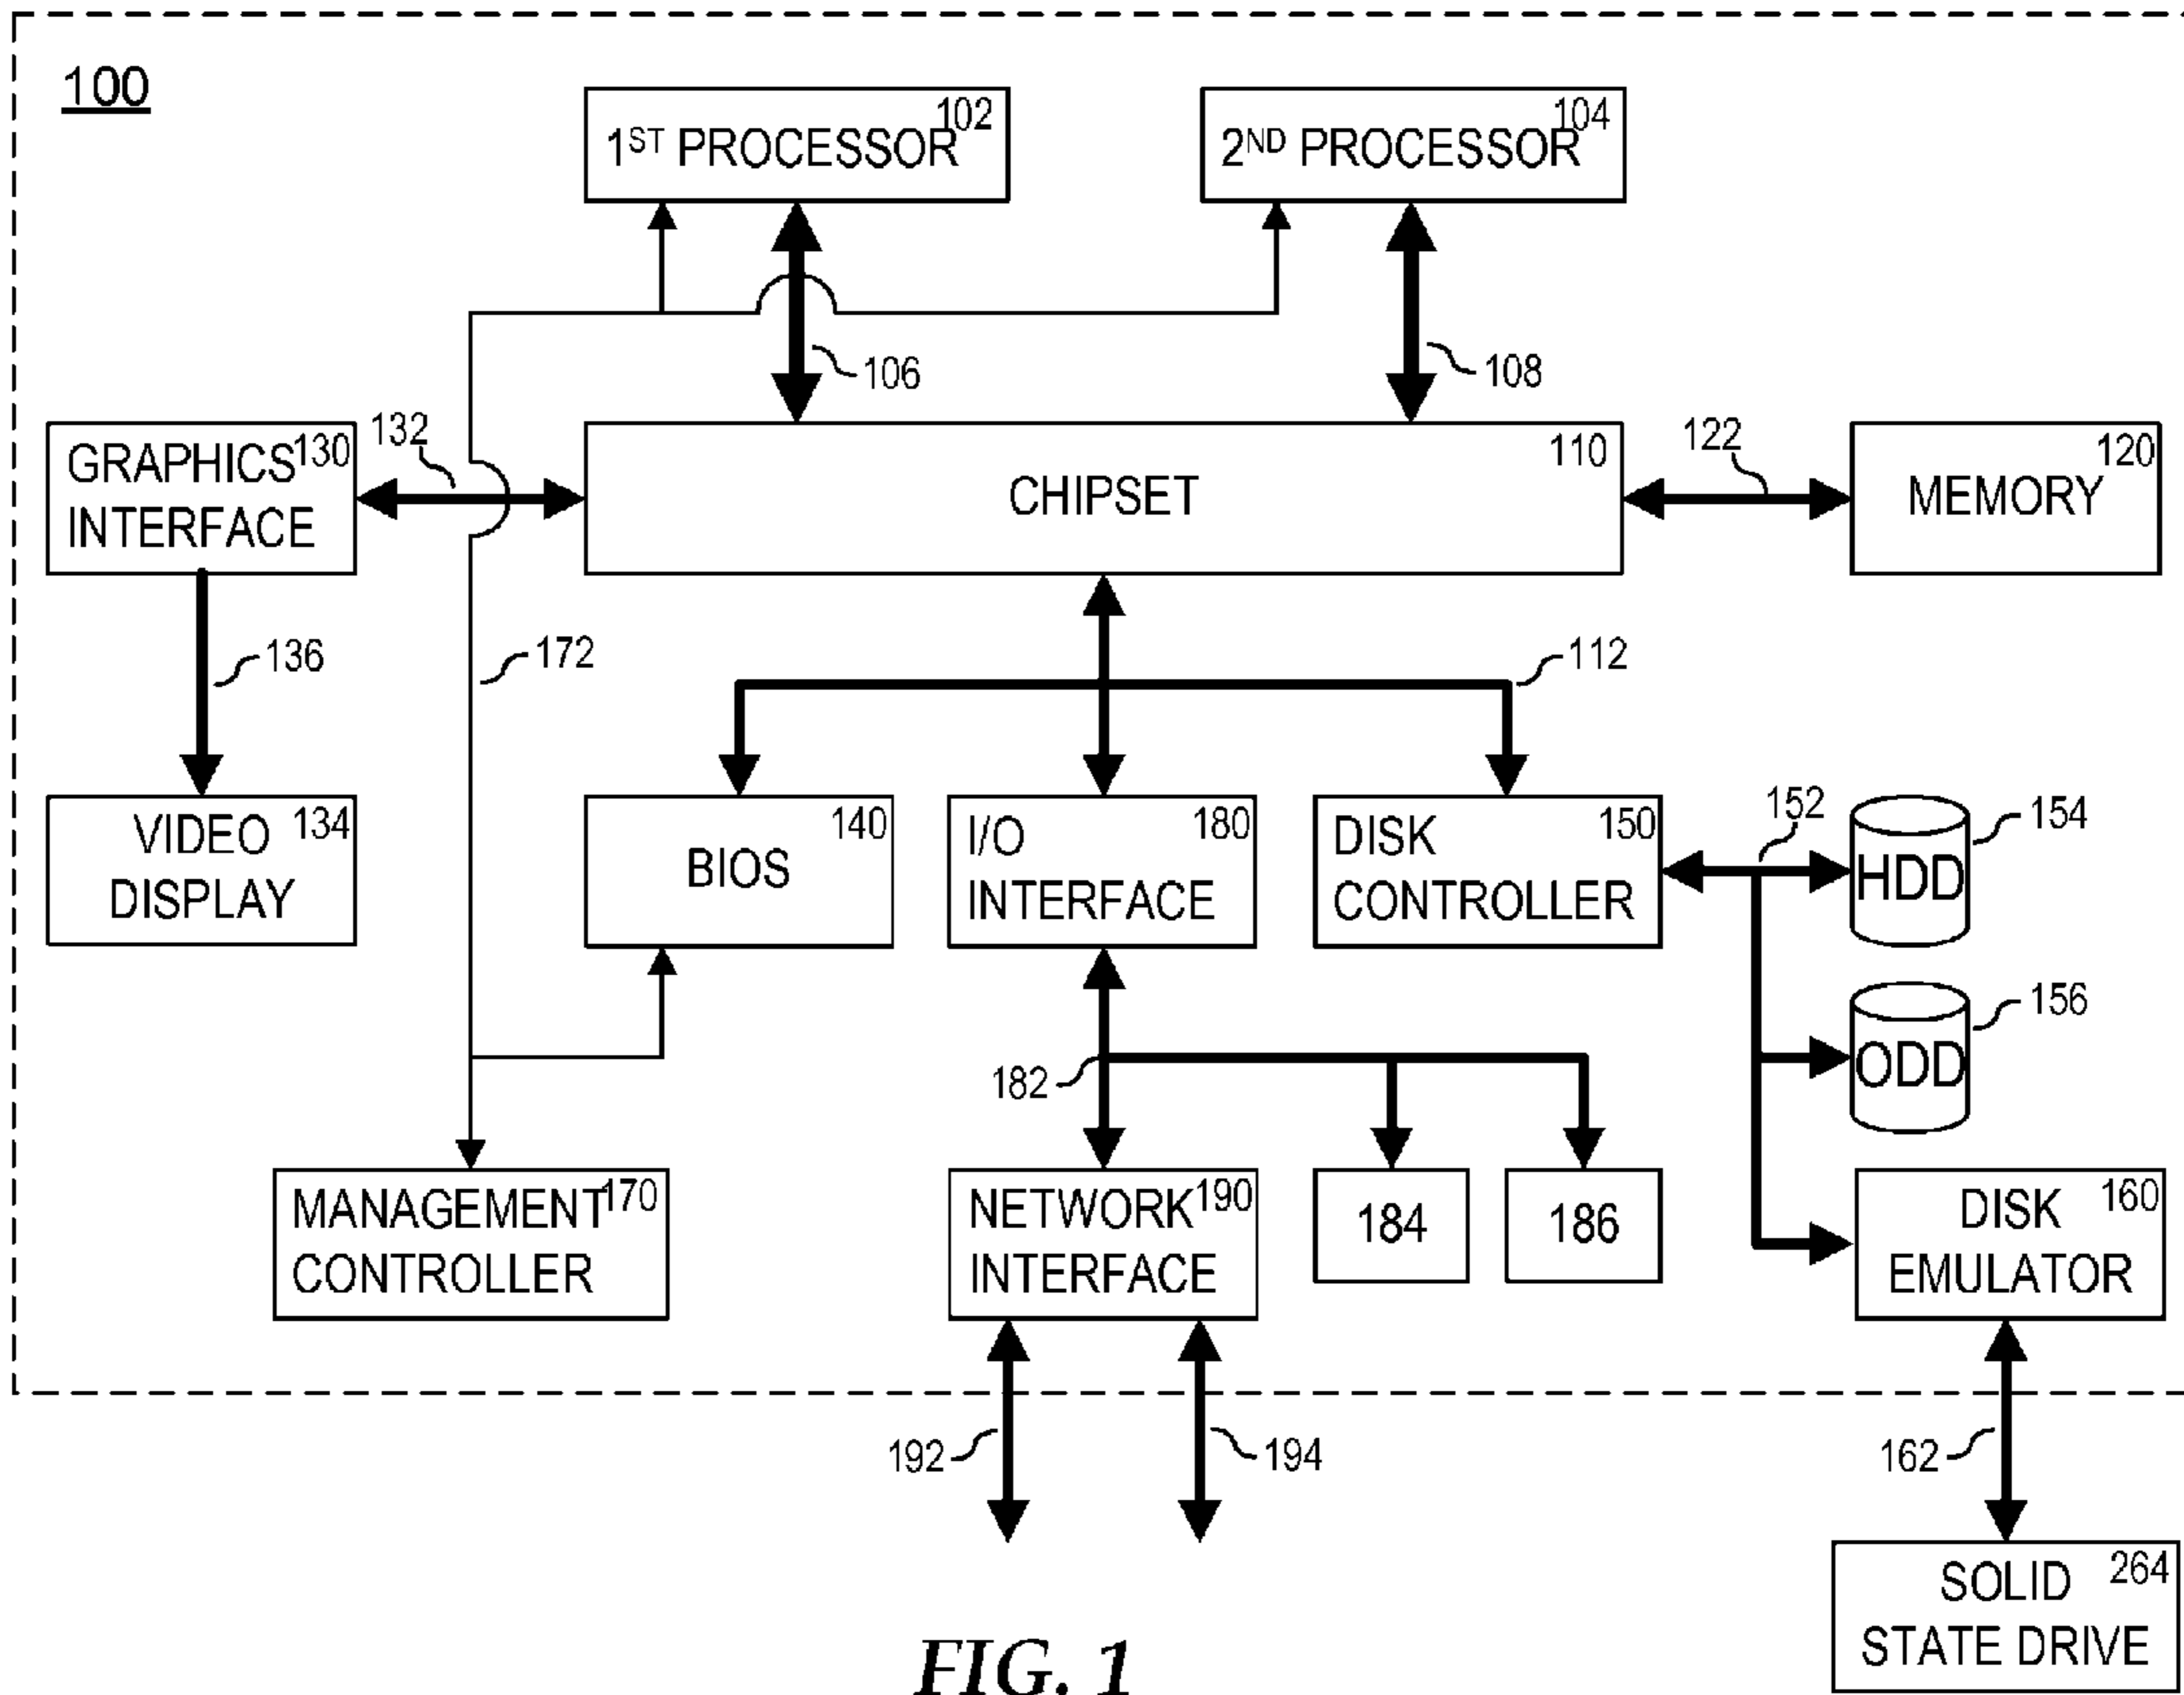 100
102
1ST PROCESSOR
104
2ND PROCESSOR
106
108
130
GRAPHICS
INTERFACE
132
110
CHIPSET
122
120
MEMORY
136
172
112
134
VIDEO
DISPLAY
140
BIOS
180
I/O
INTERFACE
150
DISK
CONTROLLER
152
154
HDD
156
ODD
182
170
MANAGEMENT
CONTROLLER
190
NETWORK
INTERFACE
184
186
160
DISK
EMULATOR
192
194
162
264
SOLID
STATE DRIVE
FIG. 1